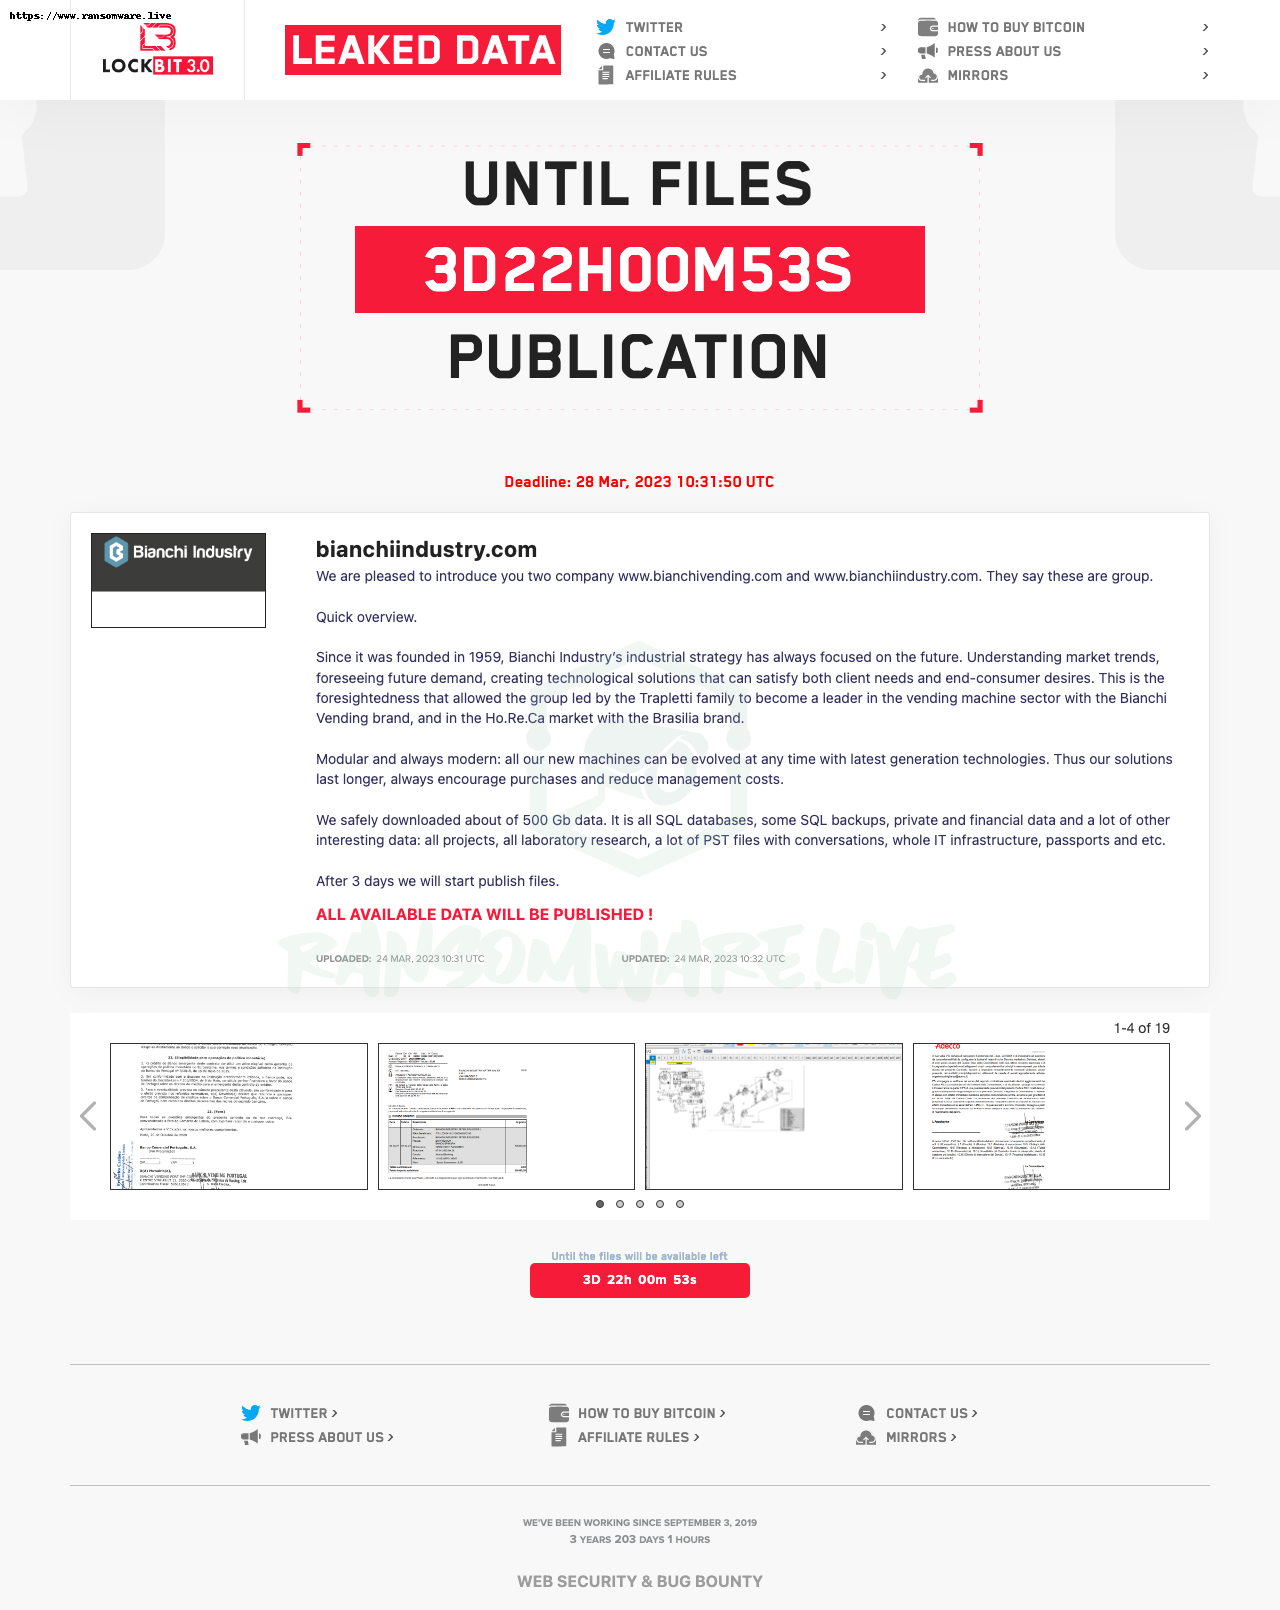 https://www.ransomware.live
LOCKBIT 3.0
LEAKED DATA
TWITTER
CONTACT US
AFFILIATE RULES
HOW TO BUY BITCOIN
PRESS ABOUT US
MIRRORS
UNTIL FILES
3D22H00M53S
PUBLICATION
Deadline: 28 Mar, 2023 10:31:50 UTC
Bianchi Industry
bianchiindustry.com
We are pleased to introduce you two company www.bianchivending.com and www.bianchiindustry.com. They say these are group.
Quick overview.
Since it was founded in 1959, Bianchi Industry's industrial strategy has always focused on the future. Understanding market trends,
foreseeing future demand, creating technological solutions that can satisfy both client needs and end-consumer desires. This is the
foresightedness that allowed the group led by the Trapletti family to become a leader in the vending machine sector with the Bianchi
Vending brand, and in the Ho.Re.Ca market with the Brasilia brand.
Modular and always modern: all our new machines can be evolved at any time with latest generation technologies. Thus our solutions
last longer, always encourage purchases and reduce management costs.
We safely downloaded about of 500 Gb data. It is all SQL databases, some SQL backups, private and financial data and a lot of other
interesting data: all projects, all laboratory research, a lot of PST files with conversations, whole IT infrastructure, passports and etc.
After 3 days we will start publish files.
ALL AVAILABLE DATA WILL BE PUBLISHED !
RANSOMWARE.LIVE
UPLOADED: 24 MAR, 2023 10:31 UTC
UPDATED: 24 MAR, 2023 10:32 UTC
1-4 of 19
Adecco
Until the files will be available left
3D 22h 00m 53s
TWITTER
HOW TO BUY BITCOIN
CONTACT US
PRESS ABOUT US
AFFILIATE RULES
MIRRORS
WE'VE BEEN WORKING SINCE SEPTEMBER 3, 2019
3 YEARS 203 DAYS 1 HOURS
WEB SECURITY & BUG BOUNTY